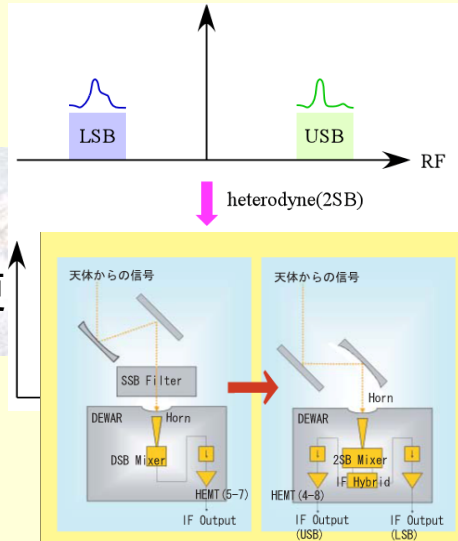 LSB
USB
RF
heterodyne(2SB)
天体からの信号
SSB Filter
DEWAR
Horn
DSB Mixer
HEMT(5-7)
IF Output
天体からの信号
Horn
DEWAR
2SB Mixer
IF Hybrid
HEMT(4-8)
IF Output
(USB)
IF Output
(LSB)